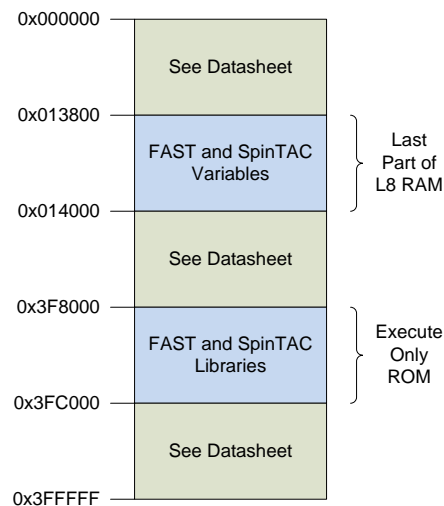 0x000000
See Datasheet
0x013800
FAST and SpinTAC
Variables
Last
Part of
L8 RAM
0x014000
See Datasheet
0x3F8000
FAST and SpinTAC
Libraries
Execute
Only
ROM
0x3FC000
See Datasheet
0x3FFFFF